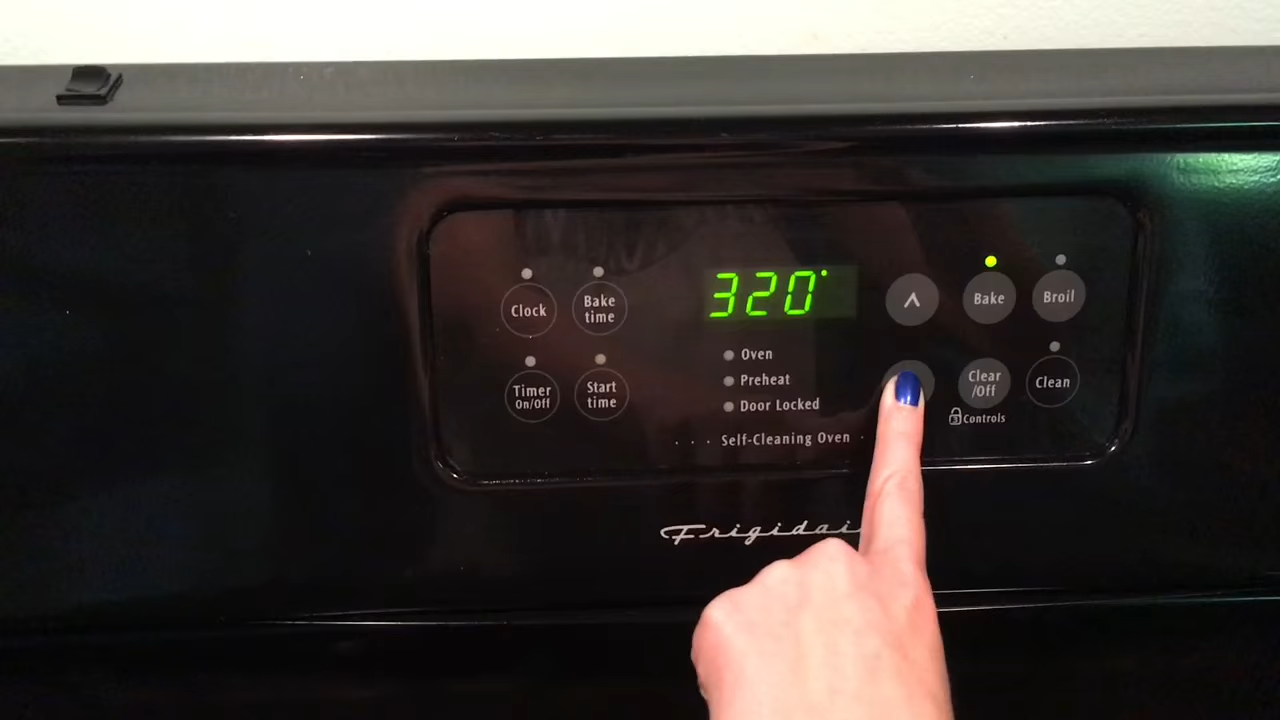 Clock
Bake
time
320°
Bake
Broil
Timer
On/Off
Start
time
Oven
Preheat
Door Locked
Clear
/Off
Clean
Controls
Self-Cleaning Oven
Frigidai